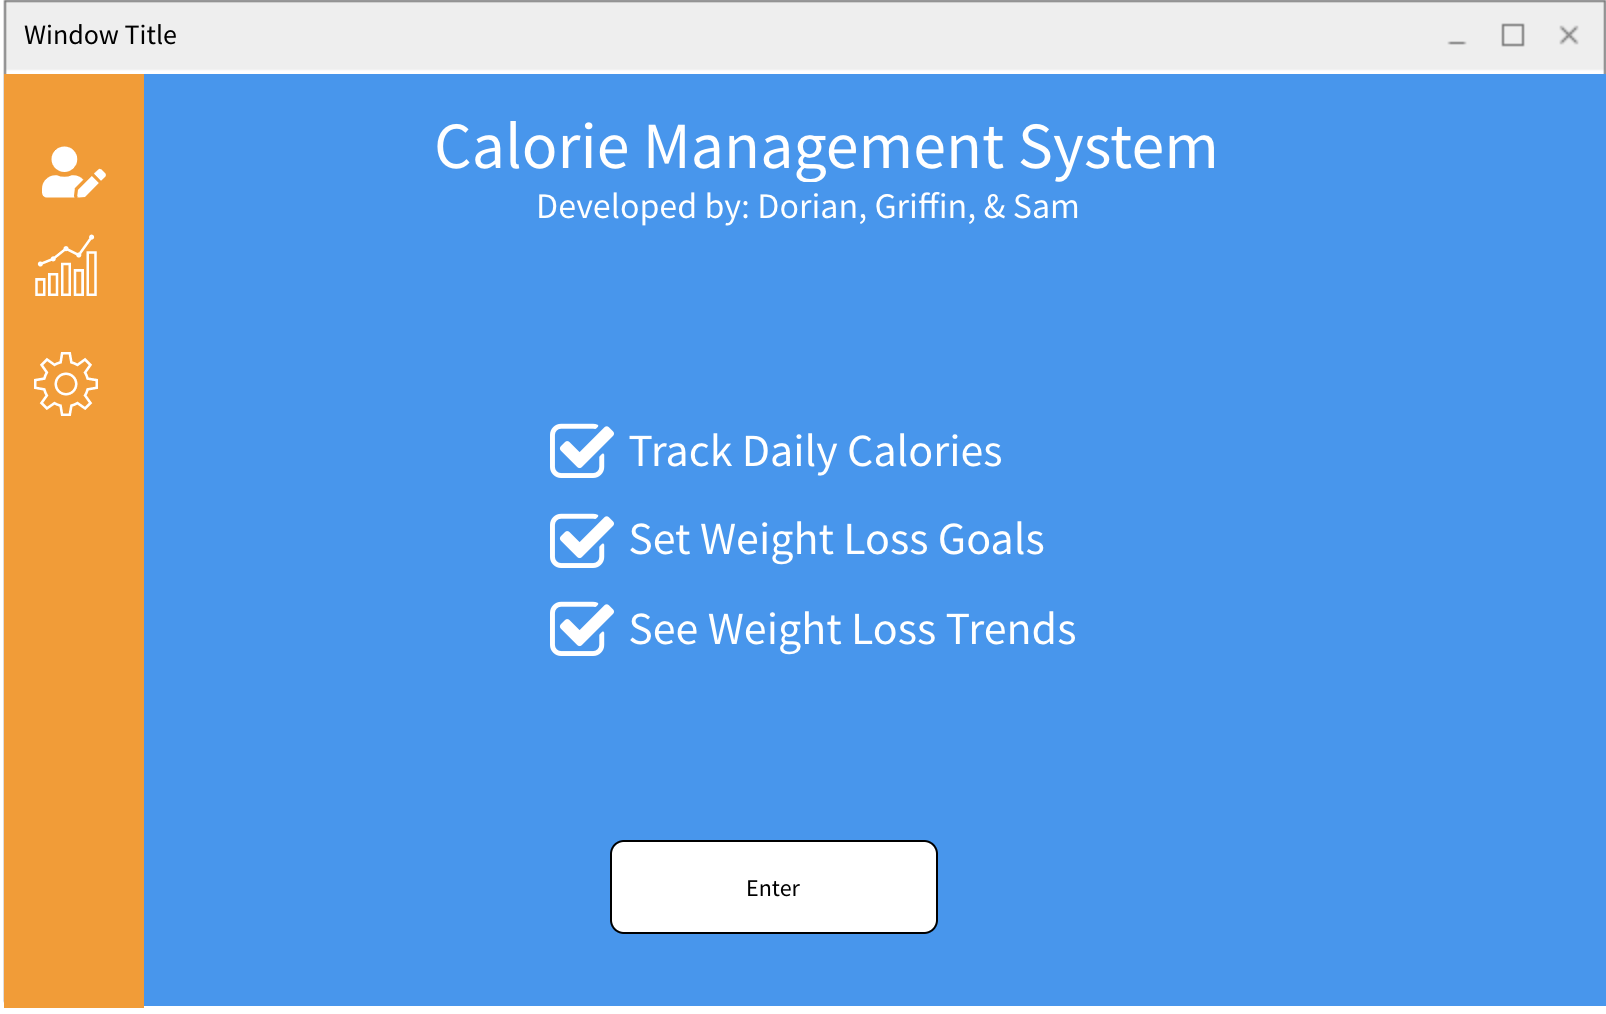 Window Title
Calorie Management System
Developed by: Dorian, Griffin, & Sam
Track Daily Calories
Set Weight Loss Goals
See Weight Loss Trends
Enter